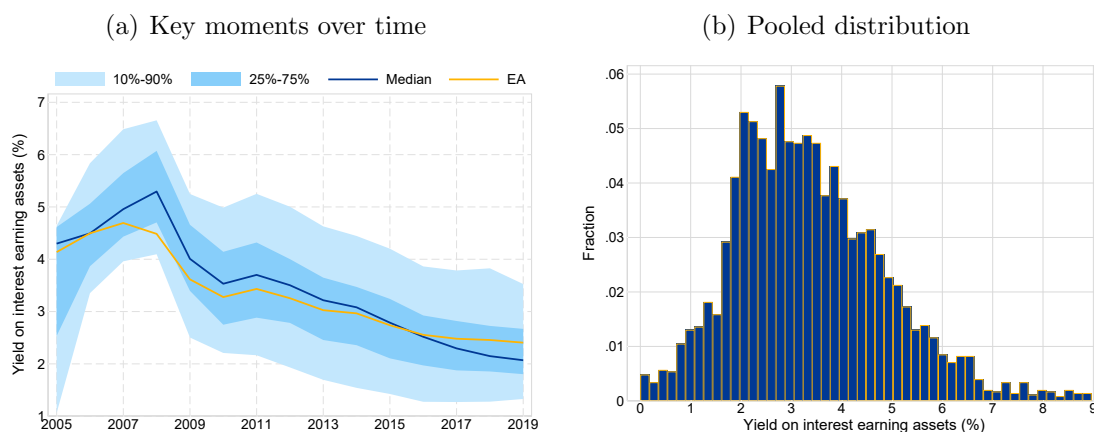 (a) Key moments over time
10%-90% 25%-75% Median EA
Yield on interest earning assets (%)
7
6
5
4
3
2
1
2005 2007 2009 2011 2013 2015 2017 2019
(b) Pooled distribution
Fraction
.06
.05
.04
.03
.02
.01
0
0 1 2 3 4 5 6 7 8 9
Yield on interest earning assets (%)